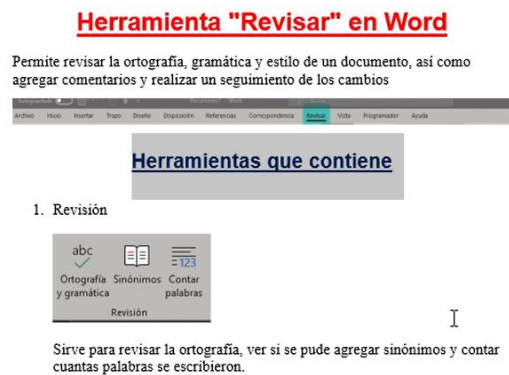 Herramienta "Revisar" en Word
Permite revisar la ortografía, gramática y estilo de un documento, así como
agregar comentarios y realizar un seguimiento de los cambios
Autoguardado Documento1 - Word
Archivo Inicio Insertar Trazo Diseño Disposición Referencias Correspondencia Revisar Vista Programador Ayuda
Herramientas que contiene
1. Revisión
abc 123
Ortografía Sinónimos Contar
y gramática palabras
Revisión
Sirve para revisar la ortografía, ver si se pude agregar sinónimos y contar
cuantas palabras se escribieron.